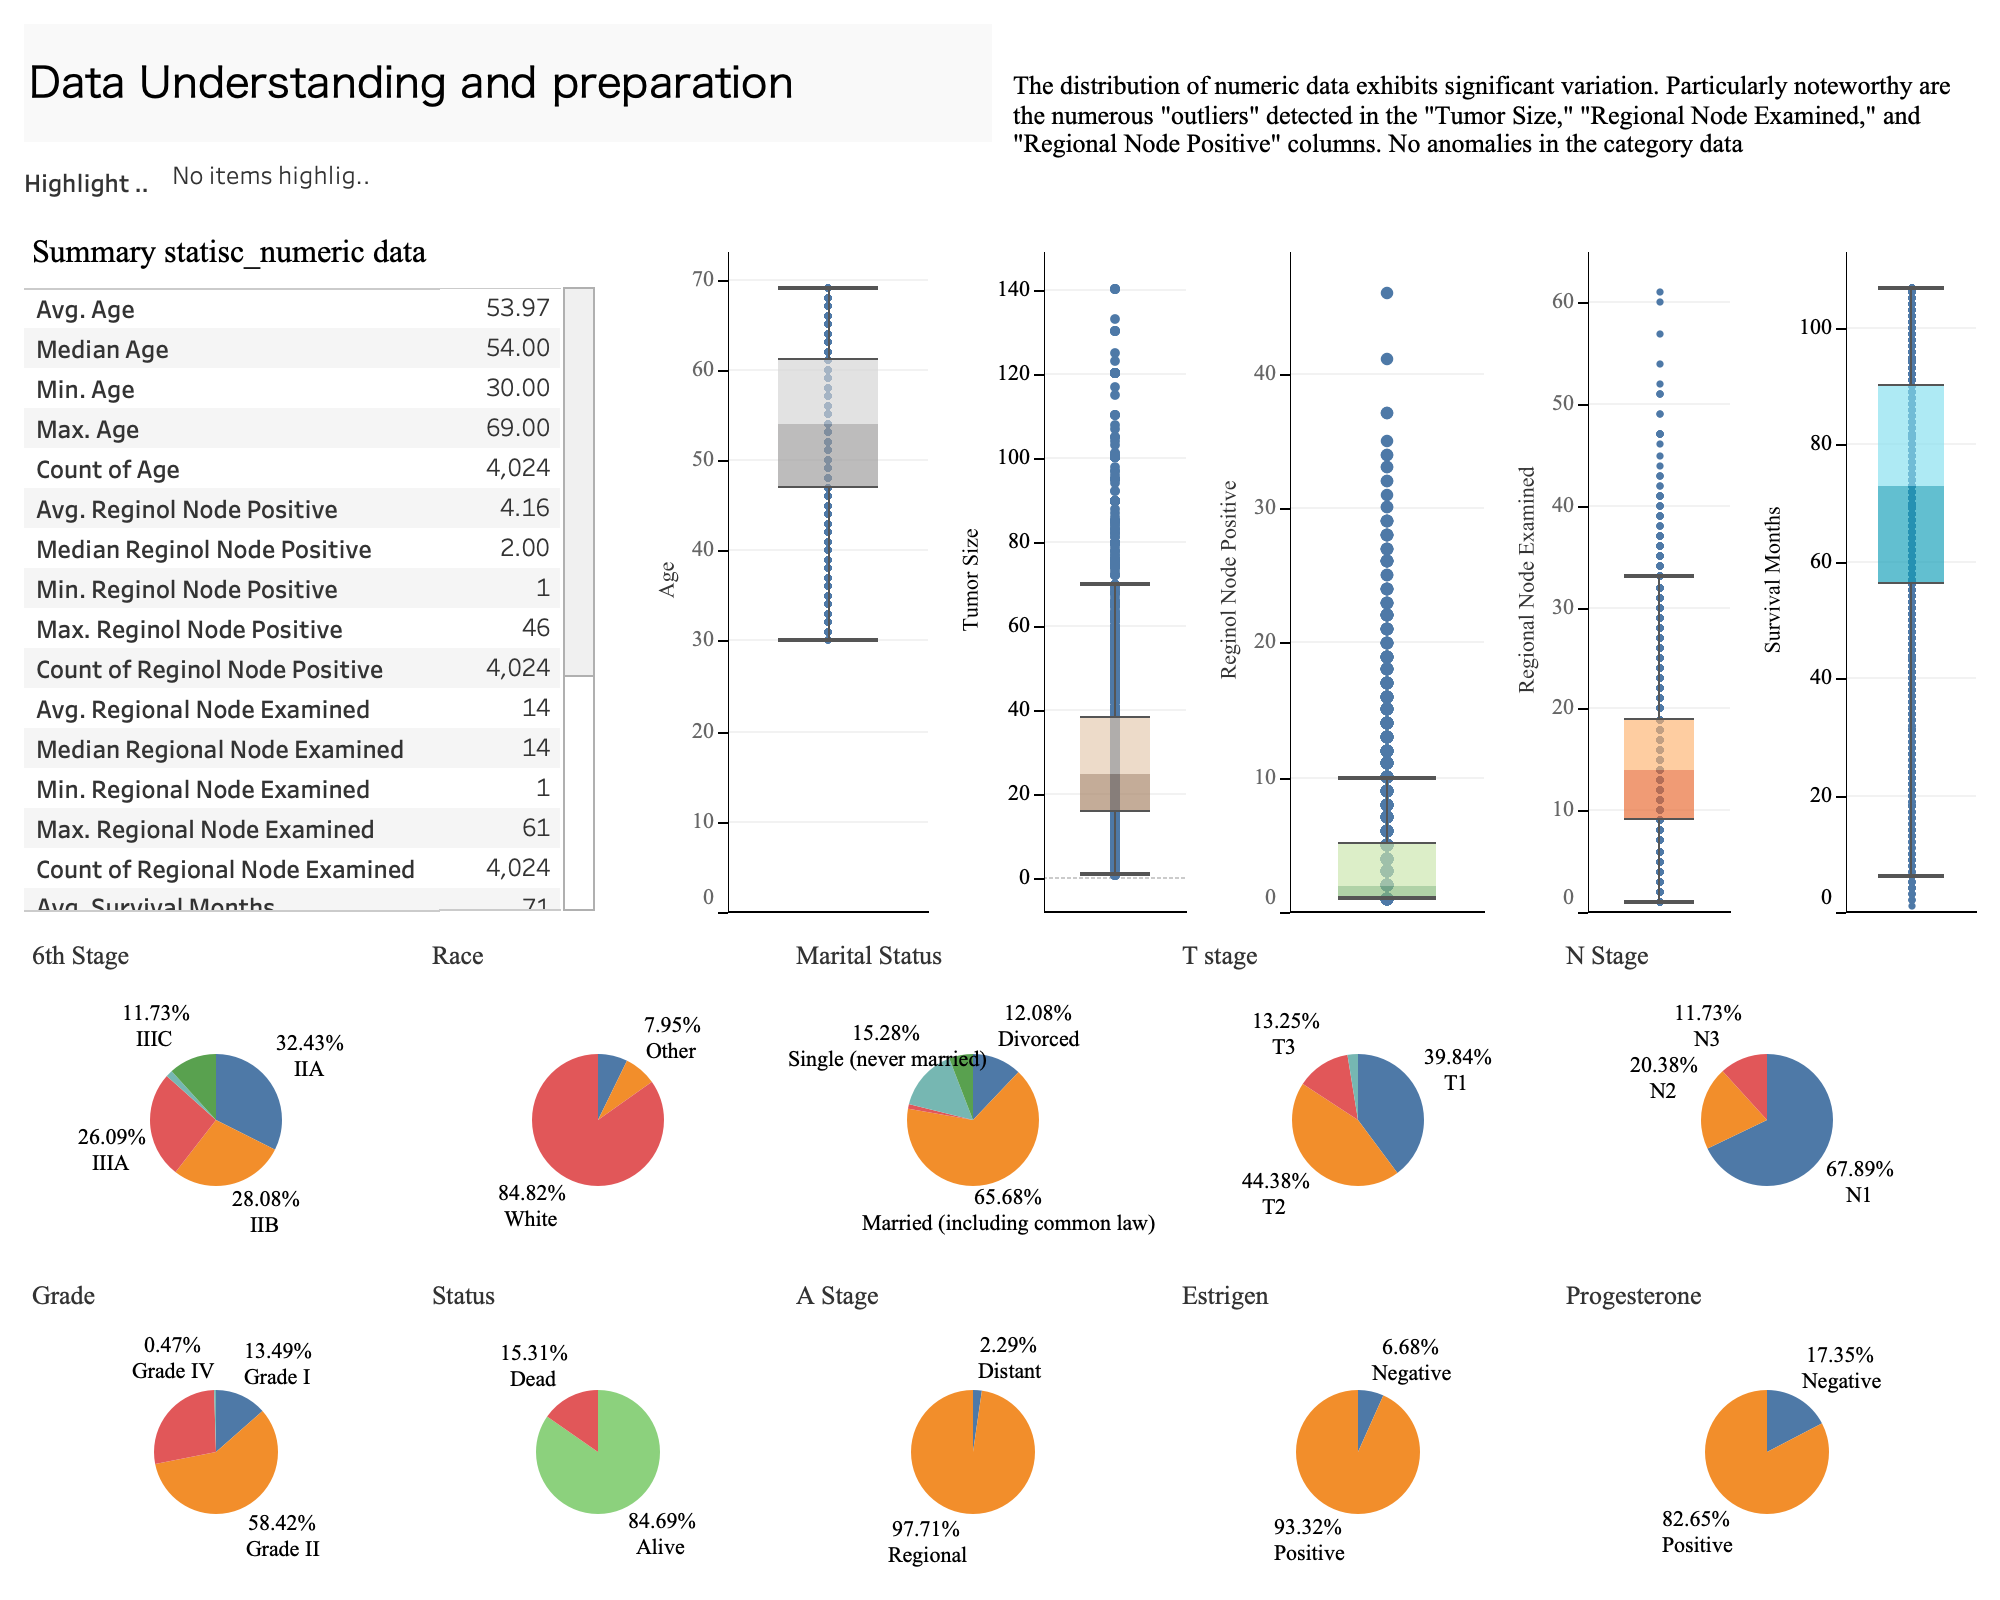 Data Understanding and preparation
The distribution of numeric data exhibits significant variation. Particularly noteworthy are
the numerous "outliers" detected in the "Tumor Size," "Regional Node Examined," and
"Regional Node Positive" columns. No anomalies in the category data
Highlight .. No items highlig..
Summary statisc_numeric data
Avg. Age 53.97
Median Age 54.00
Min. Age 30.00
Max. Age 69.00
Count of Age 4,024
Avg. Reginol Node Positive 4.16
Median Reginol Node Positive 2.00
Min. Reginol Node Positive 1
Max. Reginol Node Positive 46
Count of Reginol Node Positive 4,024
Avg. Regional Node Examined 14
Median Regional Node Examined 14
Min. Regional Node Examined 1
Max. Regional Node Examined 61
Count of Regional Node Examined 4,024
Avg. Survival Months 71
Age
70
60
50
40
30
20
10
0
Tumor Size
140
120
100
80
60
40
20
0
Reginol Node Positive
40
30
20
10
0
Regional Node Examined
60
50
40
30
20
10
0
Survival Months
100
80
60
40
20
0
6th Stage
11.73%
IIIC
32.43%
IIA
26.09%
IIIA
28.08%
IIB
Race
7.95%
Other
84.82%
White
Marital Status
12.08%
Divorced
15.28%
Single (never married)
65.68%
Married (including common law)
T stage
13.25%
T3
39.84%
T1
44.38%
T2
N Stage
11.73%
N3
20.38%
N2
67.89%
N1
Grade
0.47%
Grade IV
13.49%
Grade I
58.42%
Grade II
Status
15.31%
Dead
84.69%
Alive
A Stage
2.29%
Distant
97.71%
Regional
Estrigen
6.68%
Negative
93.32%
Positive
Progesterone
17.35%
Negative
82.65%
Positive